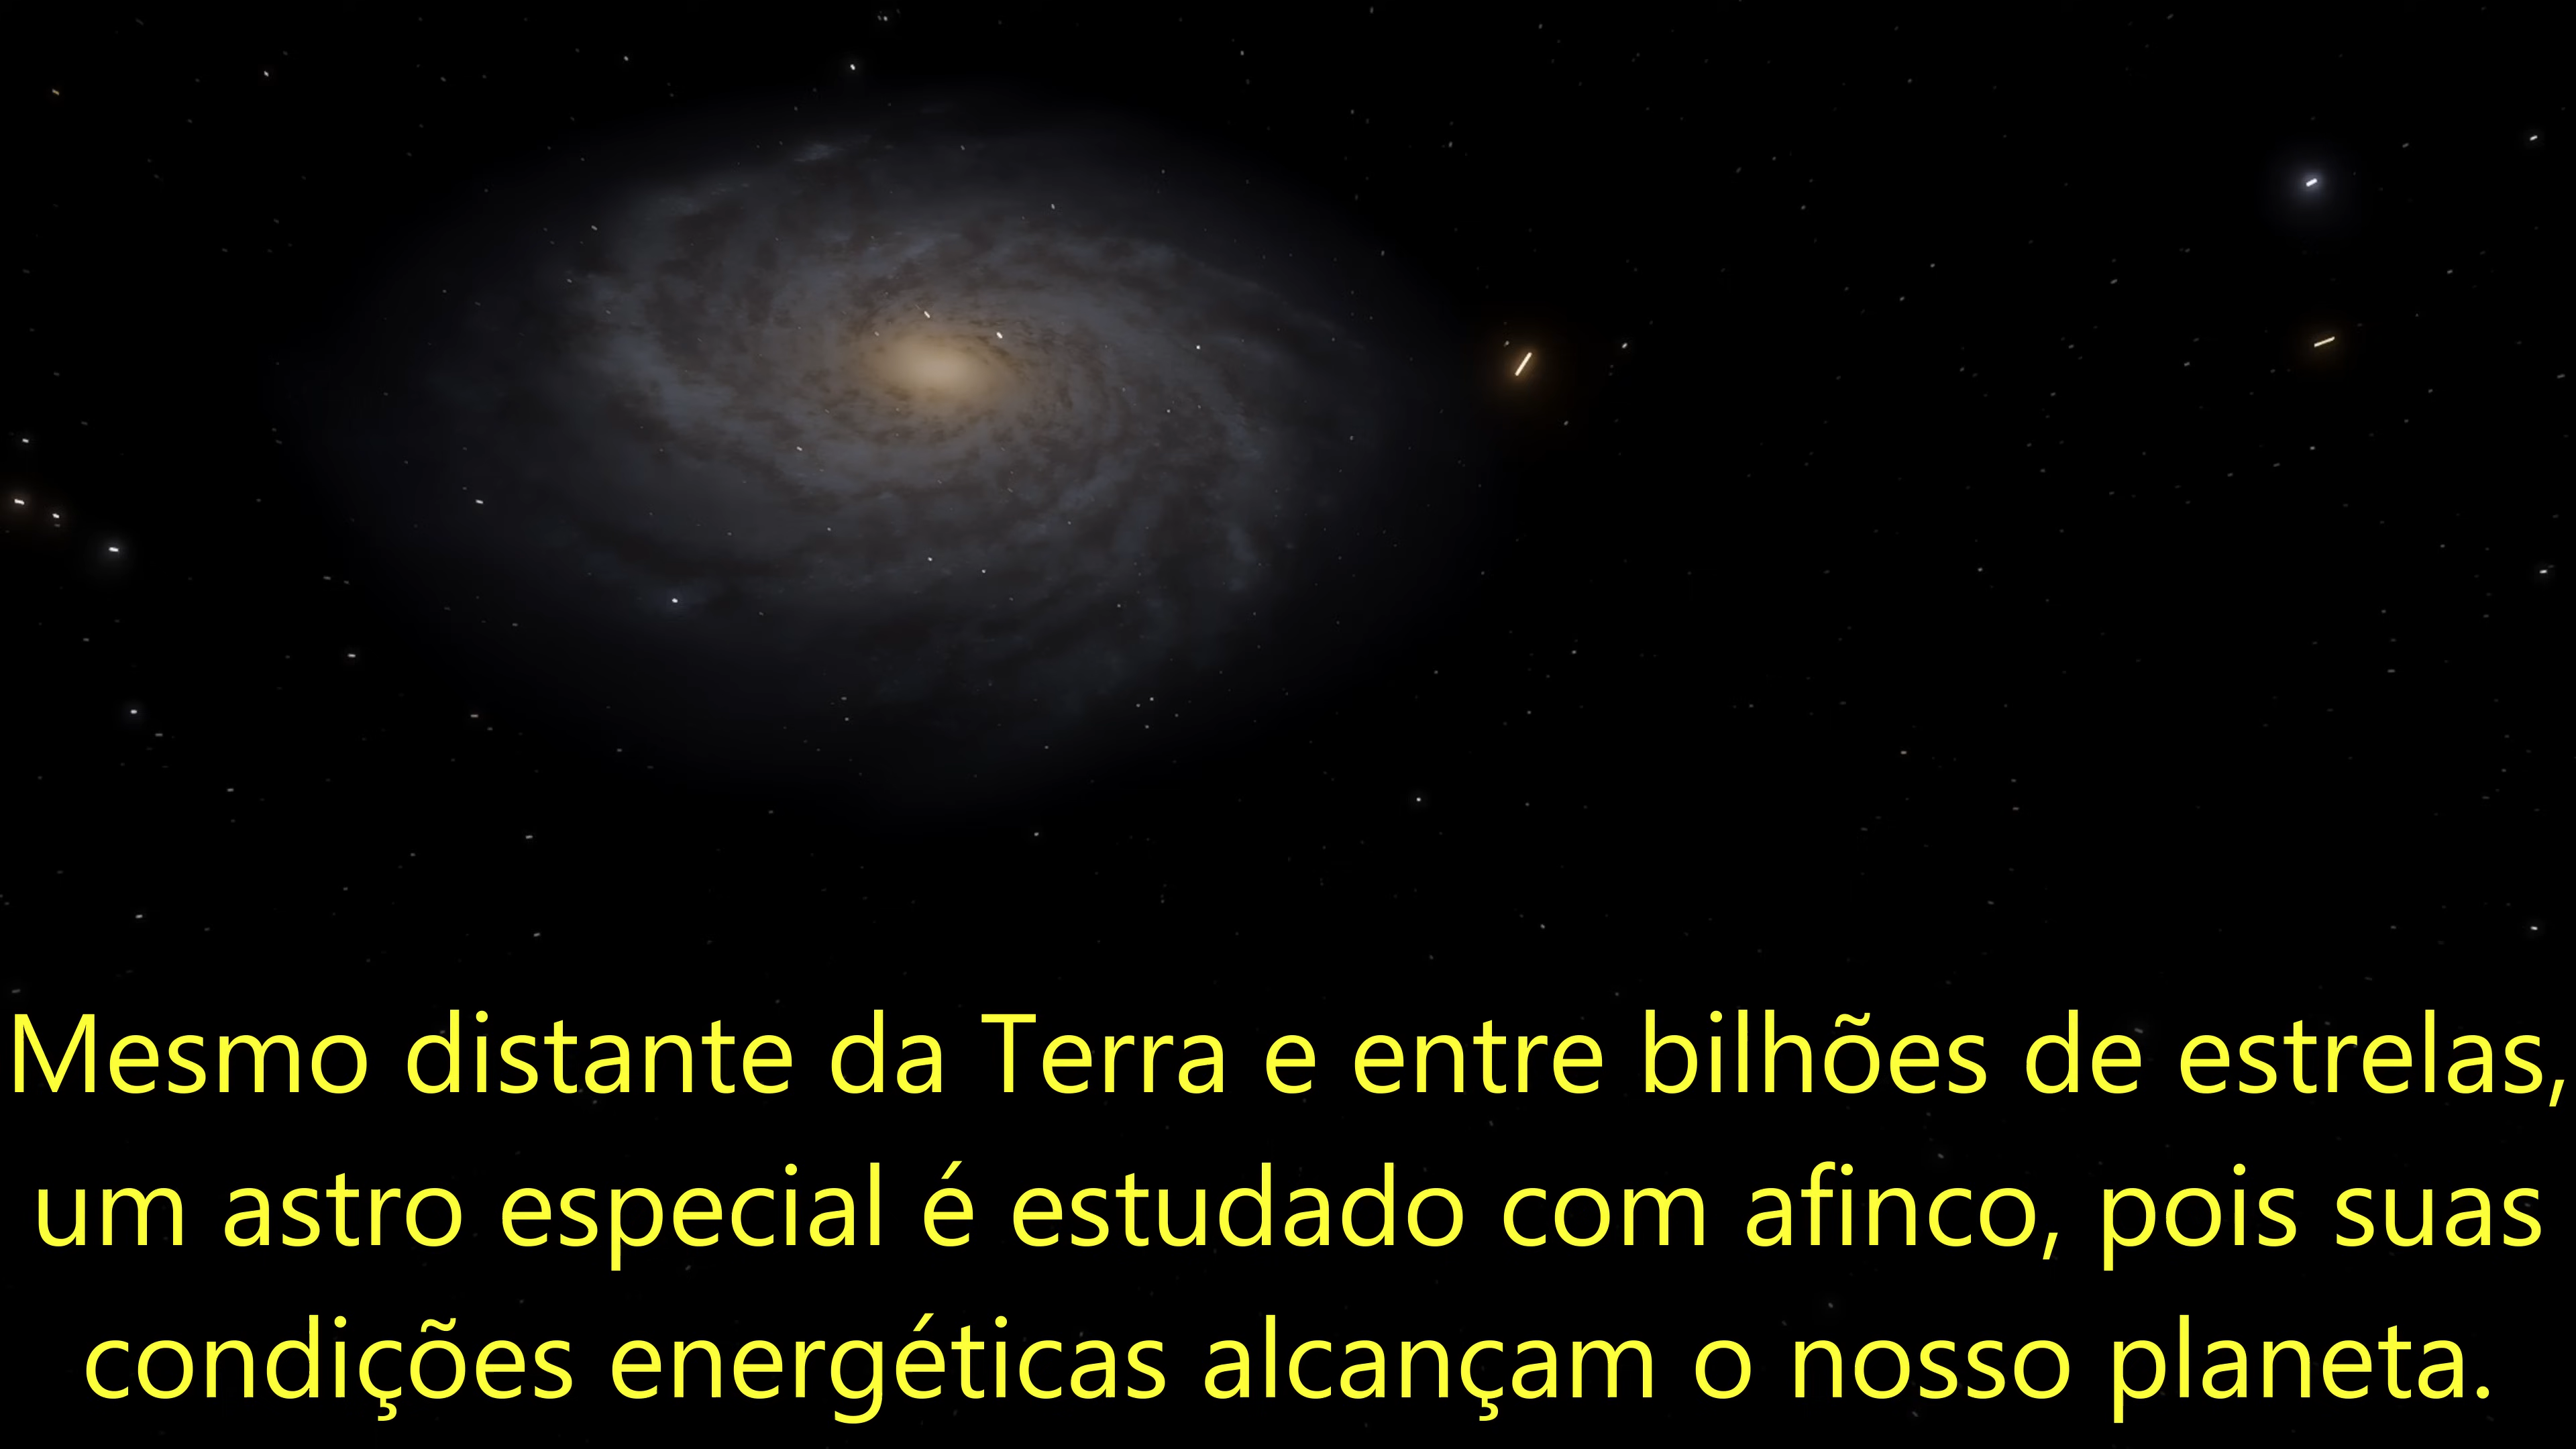 Mesmo distante da Terra e entre bilhões de estrelas,
um astro especial é estudado com afinco, pois suas
condições energéticas alcançam o nosso planeta.